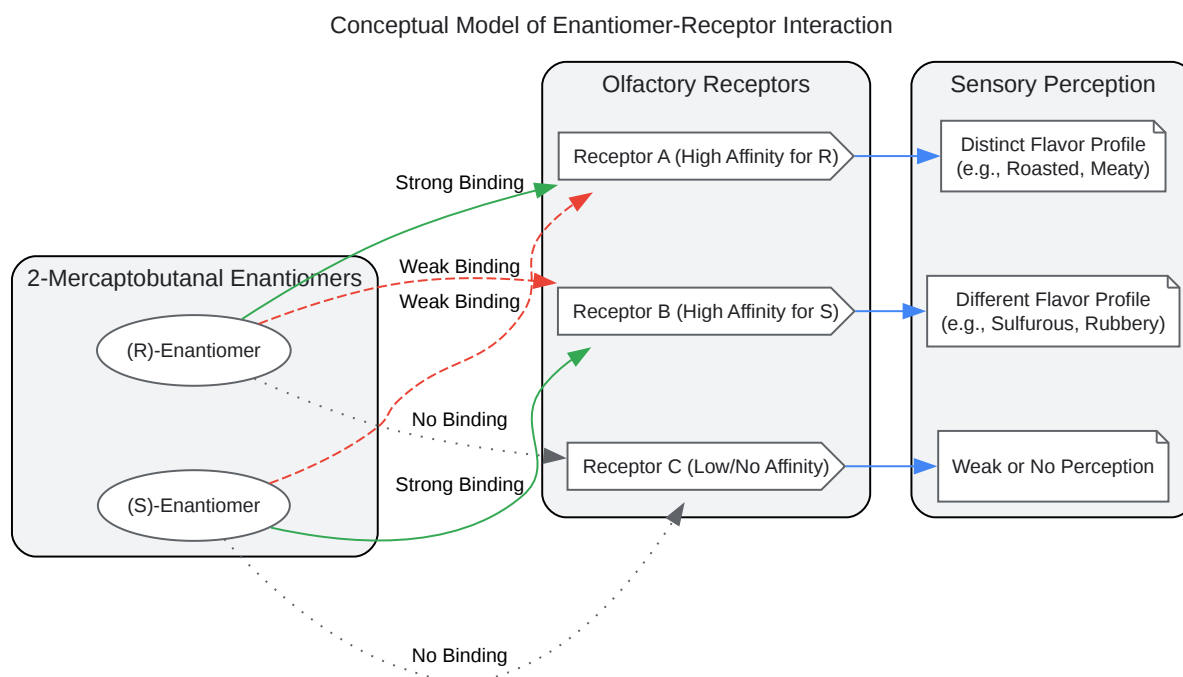 Conceptual Model of Enantiomer-Receptor Interaction
2-Mercaptobutanal Enantiomers
(R)-Enantiomer
(S)-Enantiomer
Strong Binding
Weak Binding
Weak Binding
No Binding
Strong Binding
No Binding
Olfactory Receptors
Receptor A (High Affinity for R)
Receptor B (High Affinity for S)
Receptor C (Low/No Affinity)
Sensory Perception
Distinct Flavor Profile
(e.g., Roasted, Meaty)
Different Flavor Profile
(e.g., Sulfurous, Rubbery)
Weak or No Perception